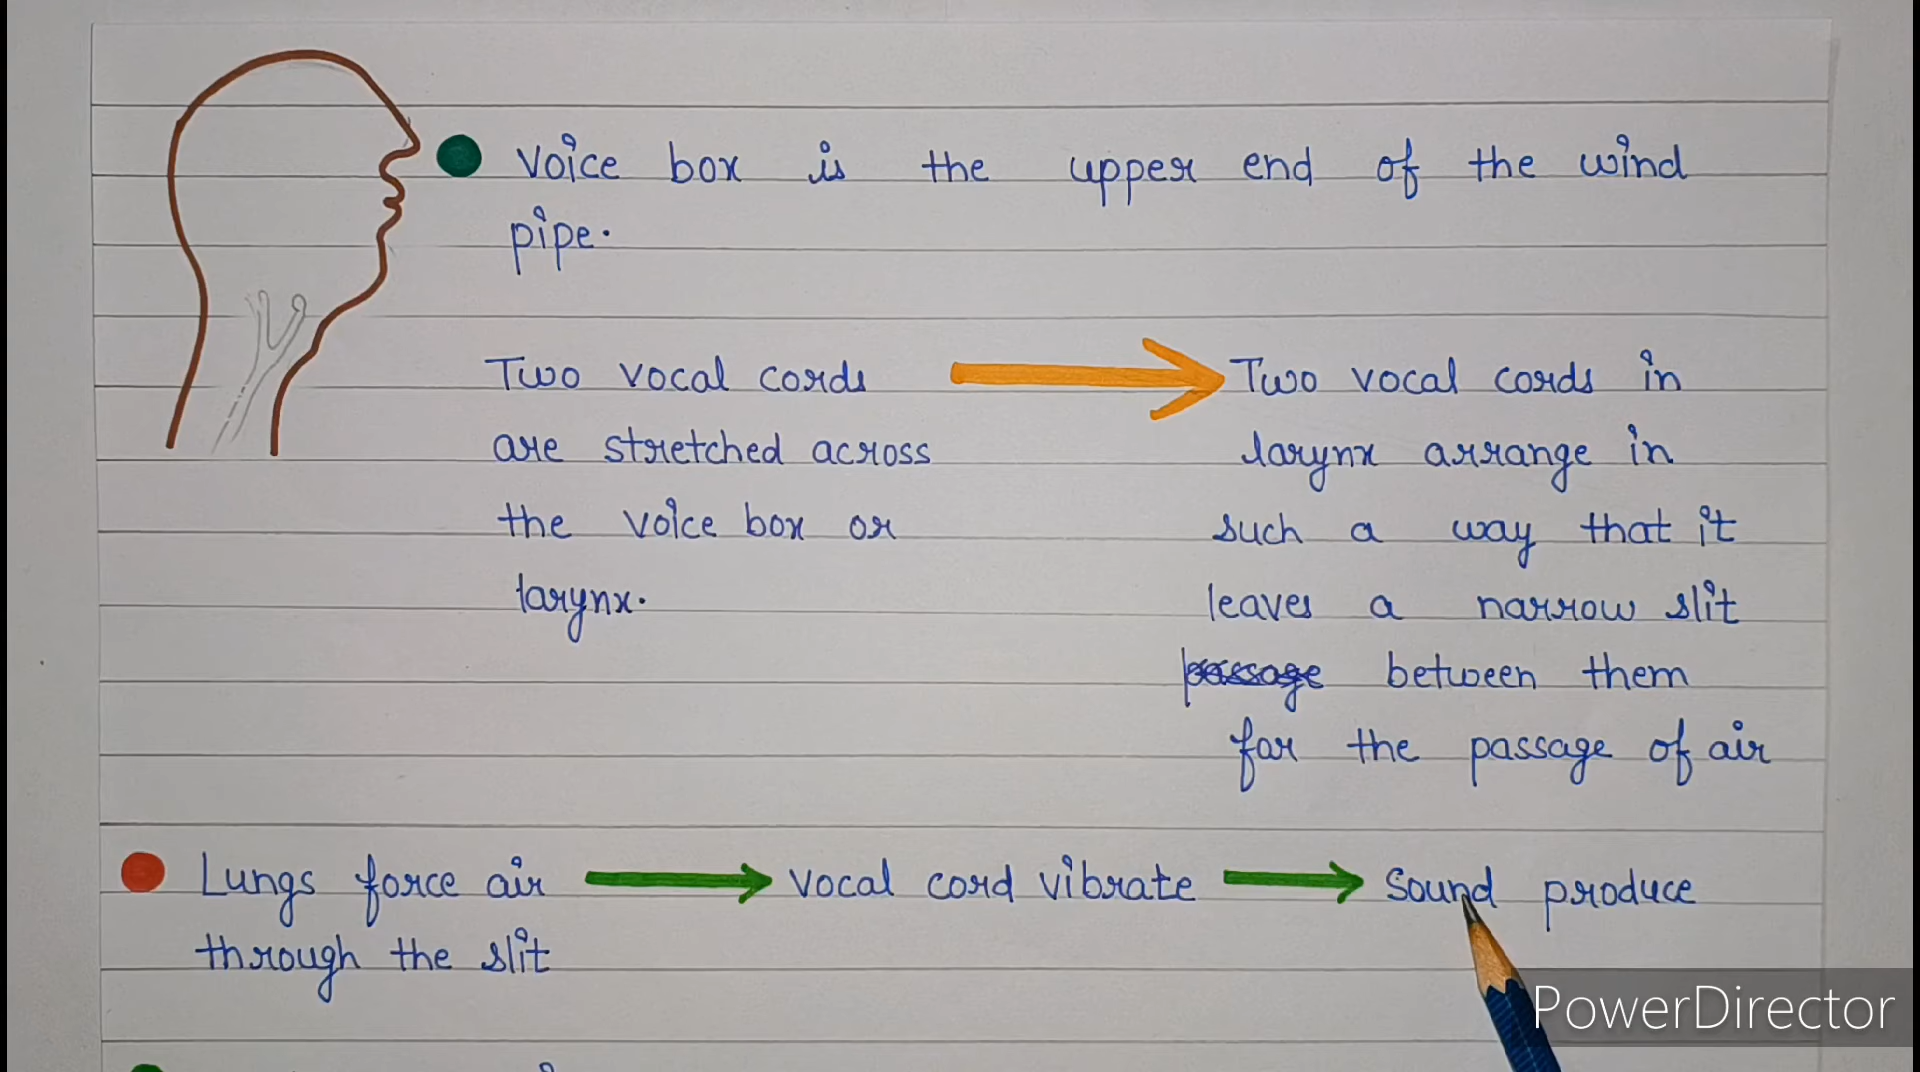 Voice box is the upper end of the wind
pipe.
Two vocal cords
are stretched across
the voice box or
larynx.
Two vocal cords in
larynx arrange in
such a way that it
leaves a narrow slit
passage between them
for the passage of air
Lungs force air
through the slit
vocal cord vibrate
Sound produce
PowerDirector